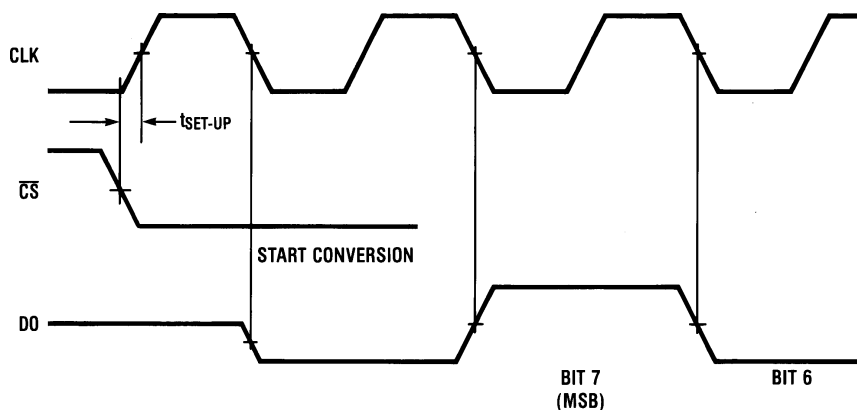 CLK
tSET-UP
CS
START CONVERSION
DO
BIT 7
(MSB)
BIT 6